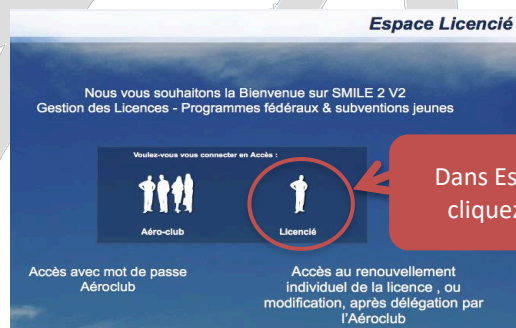 Espace Licencié
Nous vous souhaitons la Bienvenue sur SMILE 2 V2
Gestion des Licences - Programmes fédéraux & subventions jeunes
Voulez-vous vous connecter en Accès :
Aéro-club
Licencié
Dans Es
cliquez
Accès avec mot de passe
Aéroclub
Accès au renouvellement
individuel de la licence , ou
modification, après délégation par
l'Aéroclub